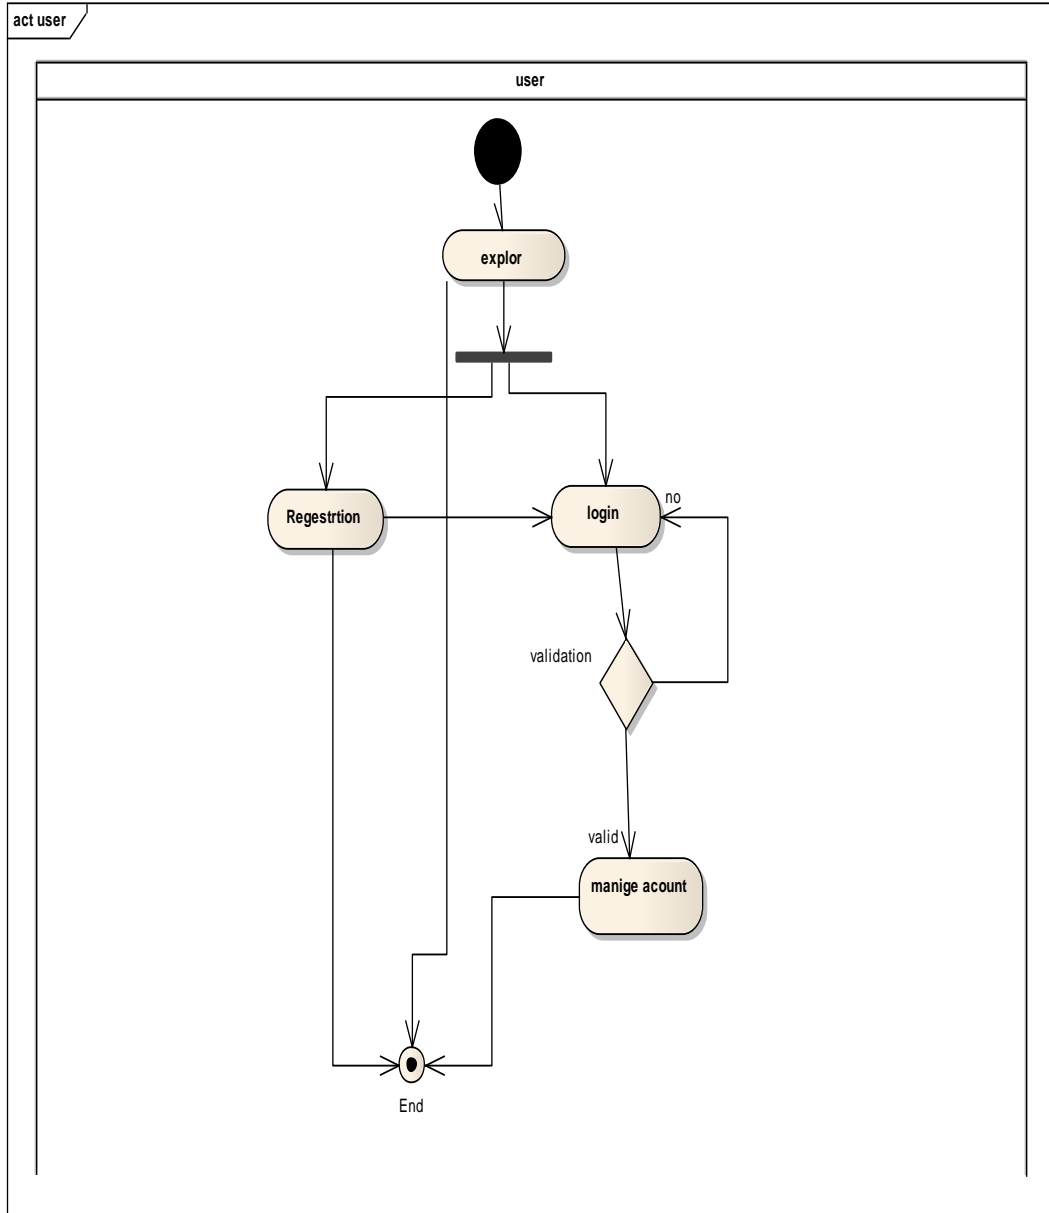 act user
user
explor
Regestrtion
login
no
validation
valid
manige acount
End